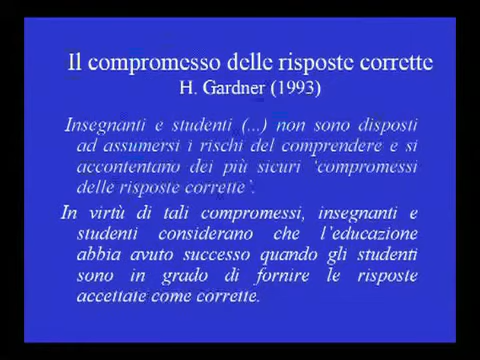 Il compromesso delle risposte corrette
H. Gardner (1993)
Insegnanti e studenti (...) non sono disposti
ad assumersi i rischi del comprendere e si
accontentano dei più sicuri ‘compromessi
delle risposte corrette’.
In virtù di tali compromessi, insegnanti e
studenti considerano che l’educazione
abbia avuto successo quando gli studenti
sono in grado di fornire le risposte
accettate come corrette.